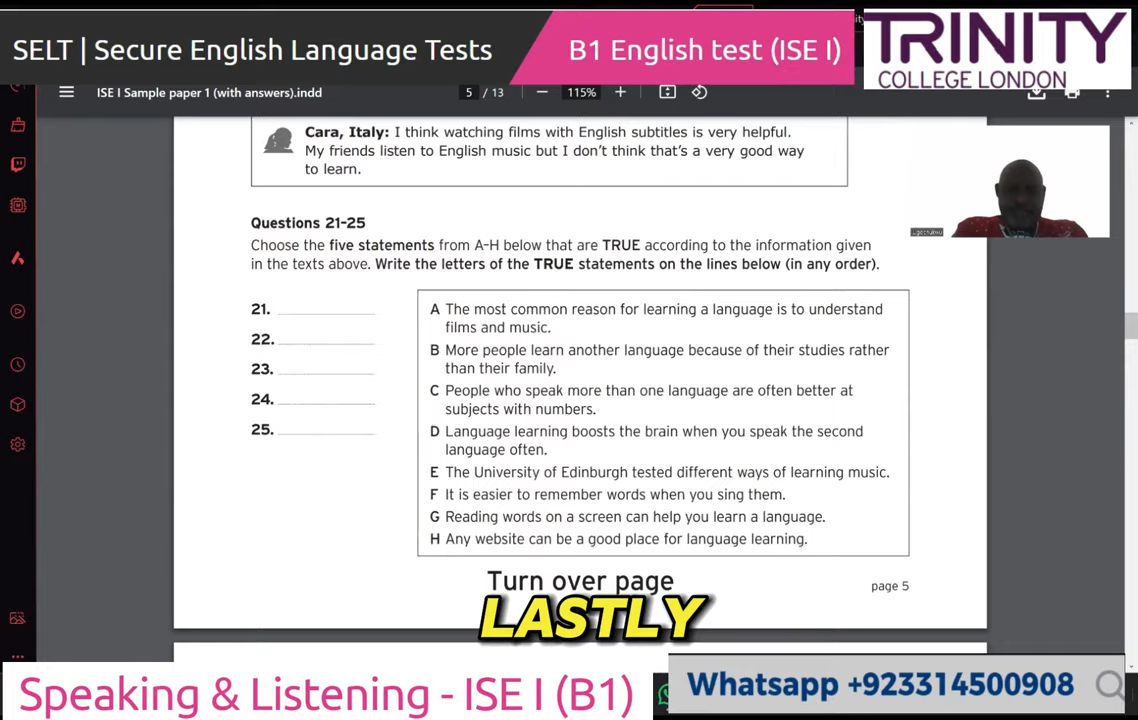 SELT | Secure English Language Tests
B1 English test (ISE I)
TRINITY
COLLEGE LONDON
ISE I Sample paper 1 (with answers).indd
5 / 13
115%
Cara, Italy: I think watching films with English subtitles is very helpful.
My friends listen to English music but I don't think that's a very good way
to learn.
Questions 21–25
Choose the five statements from A–H below that are TRUE according to the information given
in the texts above. Write the letters of the TRUE statements on the lines below (in any order).
21.
22.
23.
24.
25.
A The most common reason for learning a language is to understand
films and music.
B More people learn another language because of their studies rather
than their family.
C People who speak more than one language are often better at
subjects with numbers.
D Language learning boosts the brain when you speak the second
language often.
E The University of Edinburgh tested different ways of learning music.
F It is easier to remember words when you sing them.
G Reading words on a screen can help you learn a language.
H Any website can be a good place for language learning.
Turn over page
page 5
LASTLY
Speaking & Listening - ISE I (B1)
Whatsapp +923314500908